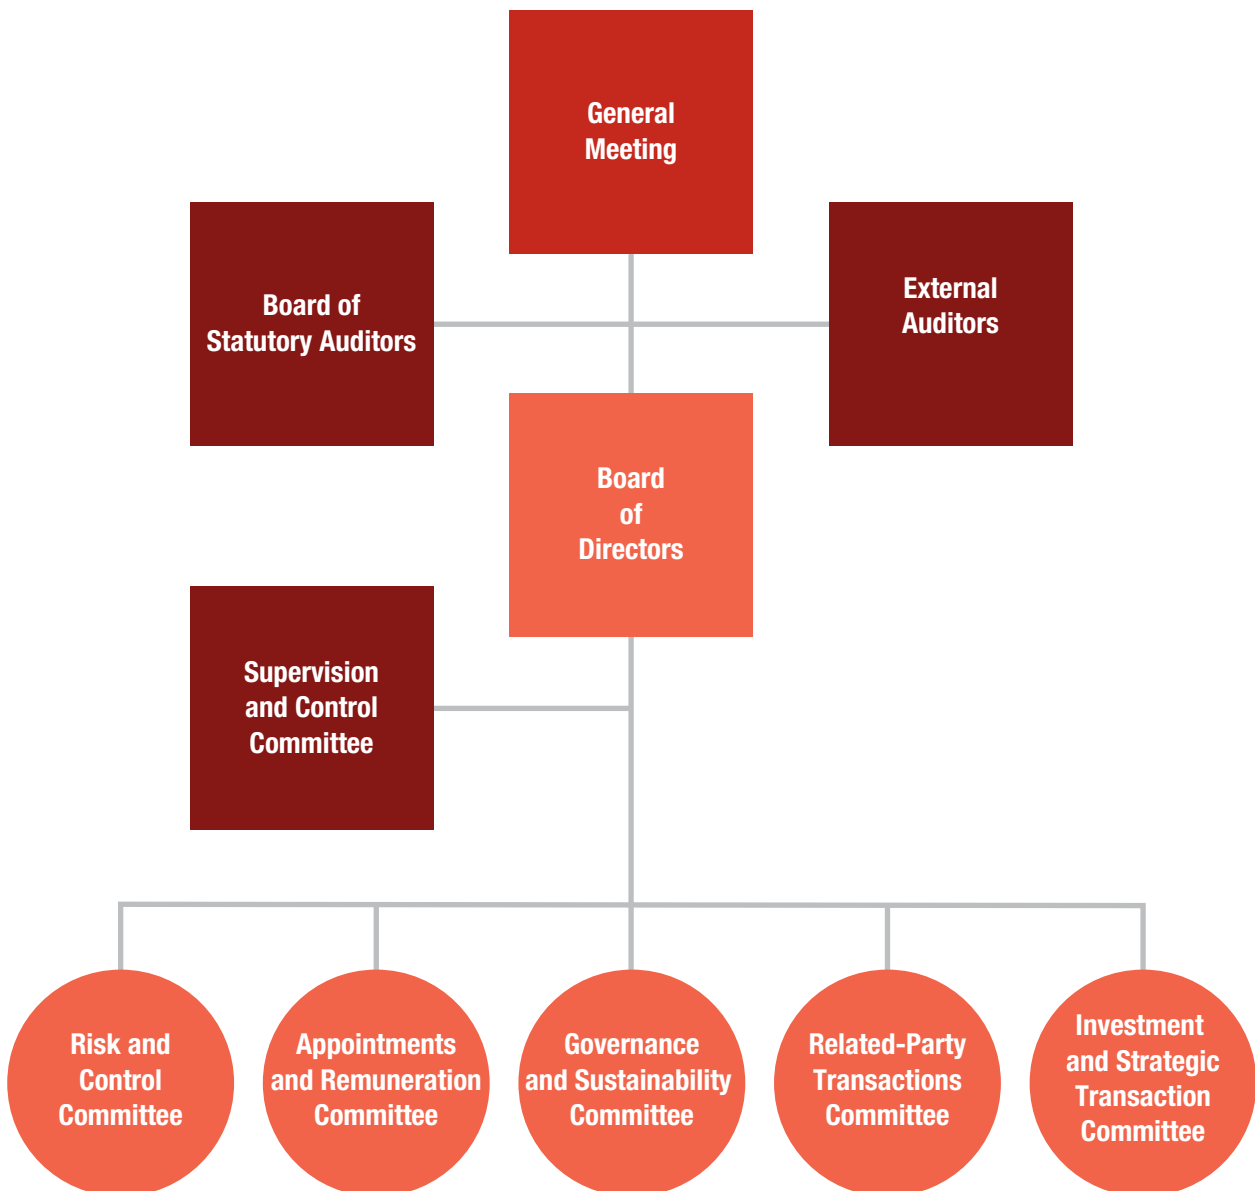 General
Meeting
Board of
Statutory Auditors
External
Auditors
Board
of
Directors
Supervision
and Control
Committee
Risk and
Control
Committee
Appointments
and Remuneration
Committee
Governance
and Sustainability
Committee
Related-Party
Transactions
Committee
Investment
and Strategic
Transaction
Committee